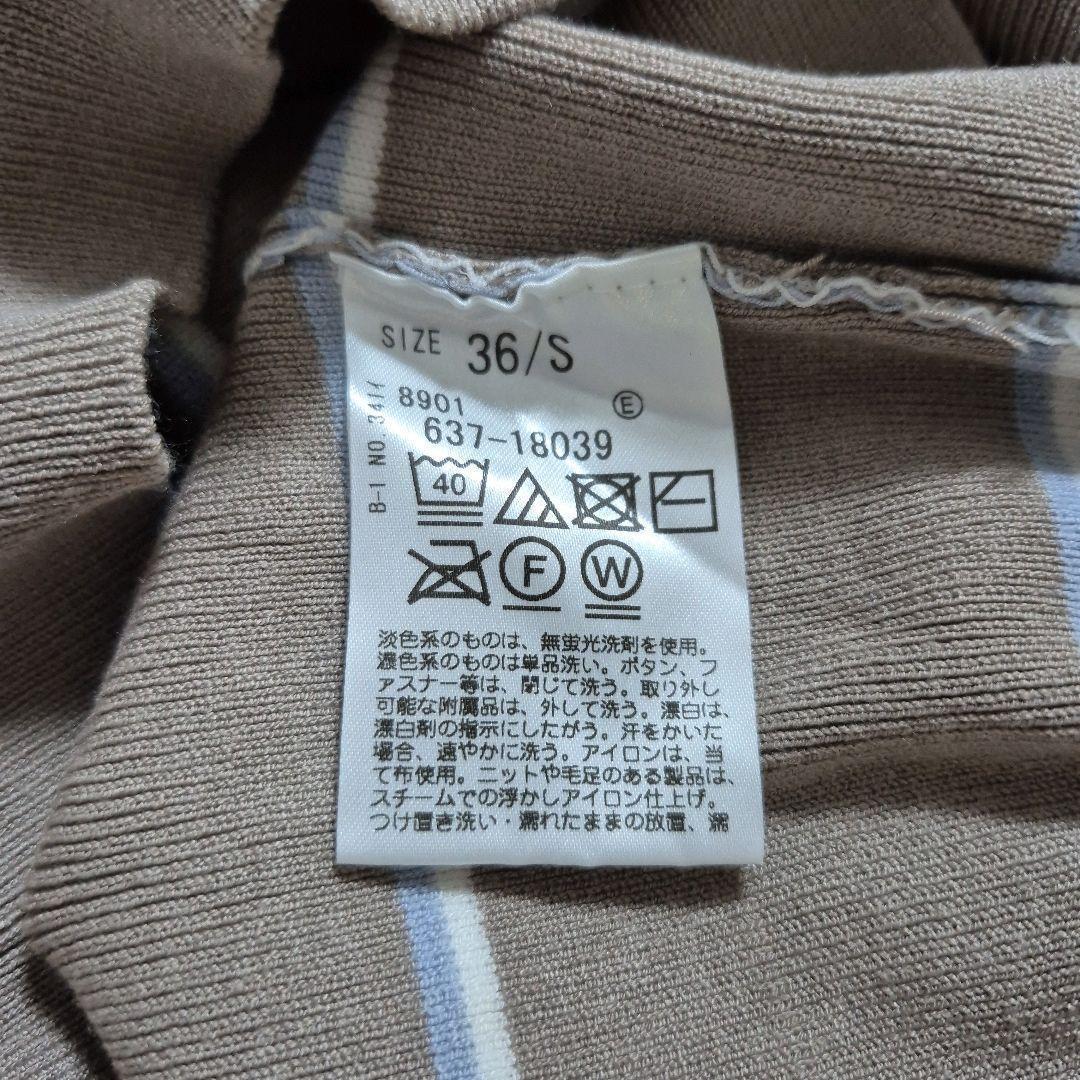 SIZE 36/S
8901 Ⓔ
637-18039
B-1 NO.341イ
40
F W
淡色系のものは、無蛍光洗剤を使用。
濃色系のものは単品洗い。ボタン、フ
ァスナー等は、閉じて洗う。取り外し
可能な附属品は、外して洗う。漂白は、
漂白剤の指示にしたがう。汗をかいた
場合、速やかに洗う。アイロンは、当
て布使用。ニットや毛足のある製品は、
スチームでの浮かしアイロン仕上げ。
つけ置き洗い・濡れたままの放置、濡